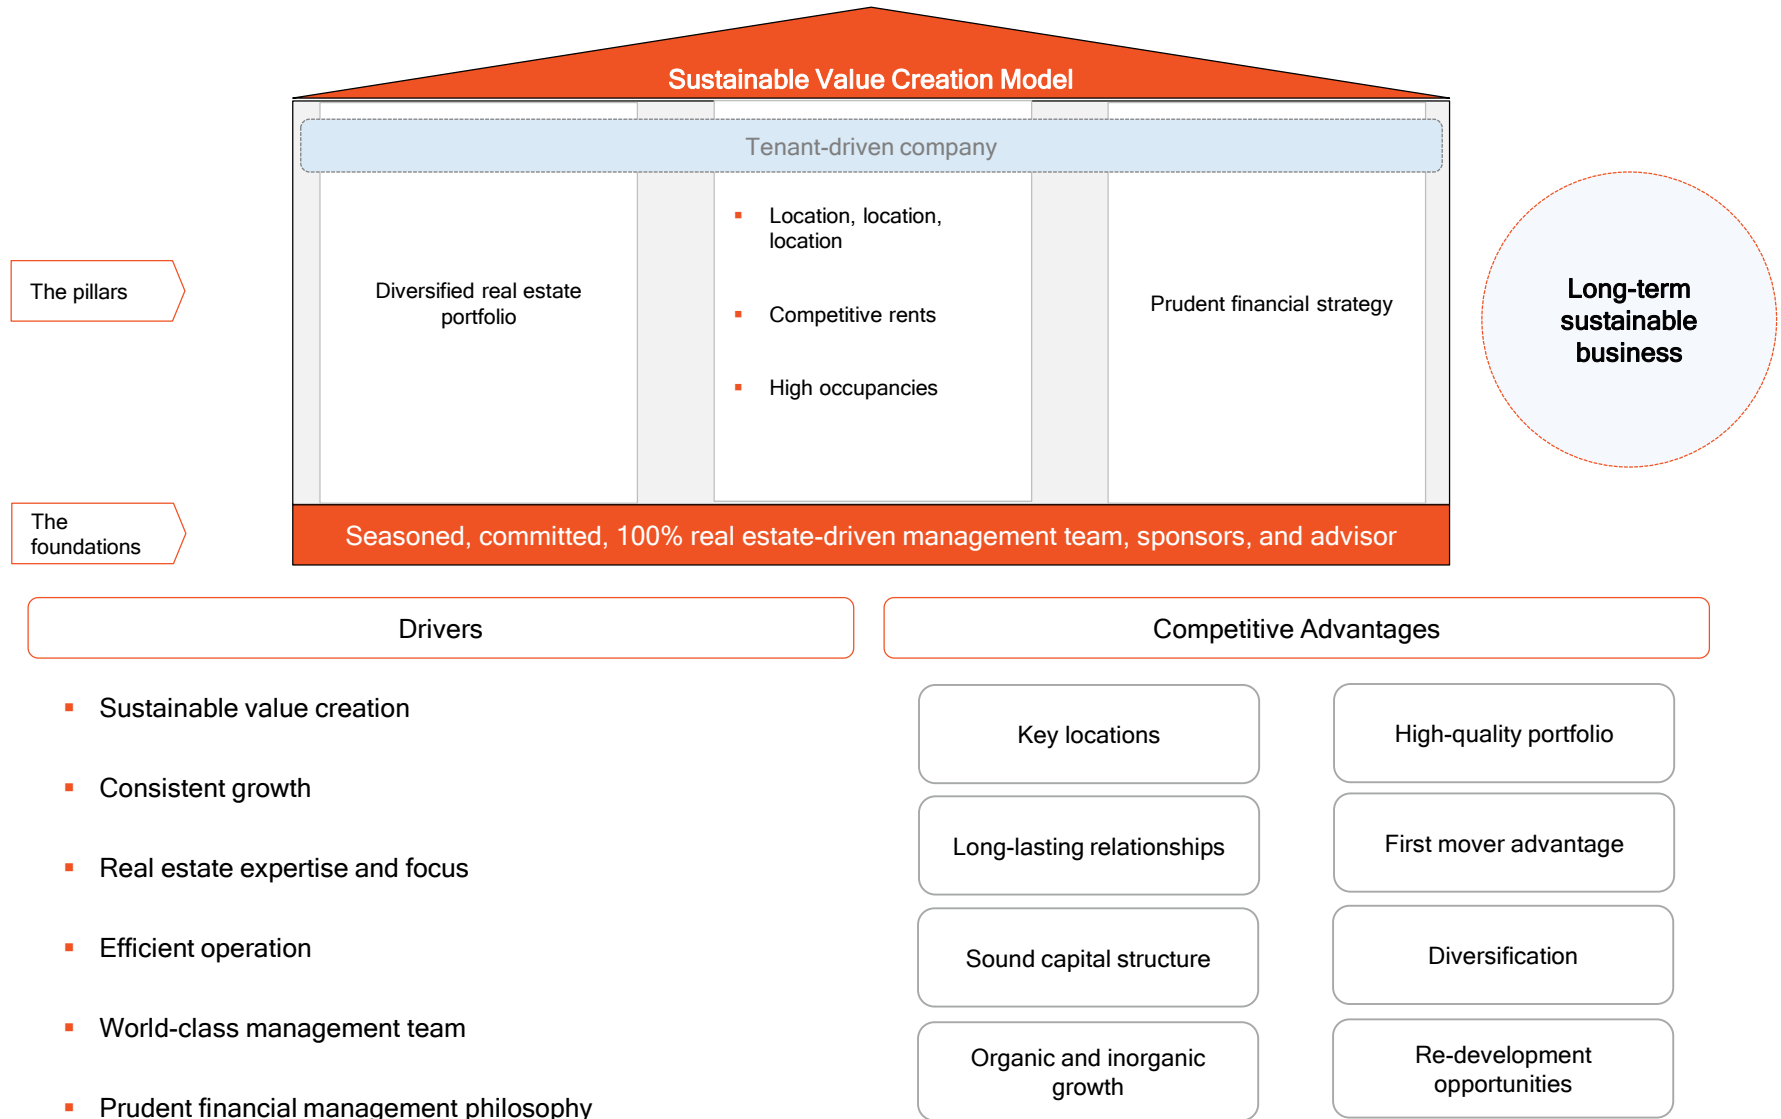 Sustainable Value Creation Model
Tenant-driven company
The pillars
Diversified real estate
portfolio
▪ Location, location,
location
▪ Competitive rents
▪ High occupancies
Prudent financial strategy
Long-term
sustainable
business
The
foundations
Seasoned, committed, 100% real estate-driven management team, sponsors, and advisor
Drivers
▪ Sustainable value creation
▪ Consistent growth
▪ Real estate expertise and focus
▪ Efficient operation
▪ World-class management team
▪ Prudent financial management philosophy
Competitive Advantages
Key locations
High-quality portfolio
Long-lasting relationships
First mover advantage
Sound capital structure
Diversification
Organic and inorganic
growth
Re-development
opportunities